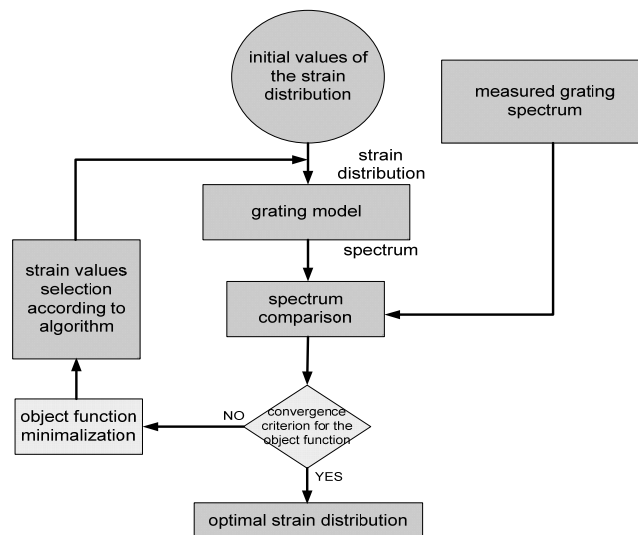 initial values of
the strain
distribution
measured grating
spectrum
strain
distribution
grating model
spectrum
strain values
selection
according to
algorithm
spectrum
comparison
NO
convergence
criterion for the
object function
object function
minimalization
YES
optimal strain distribution